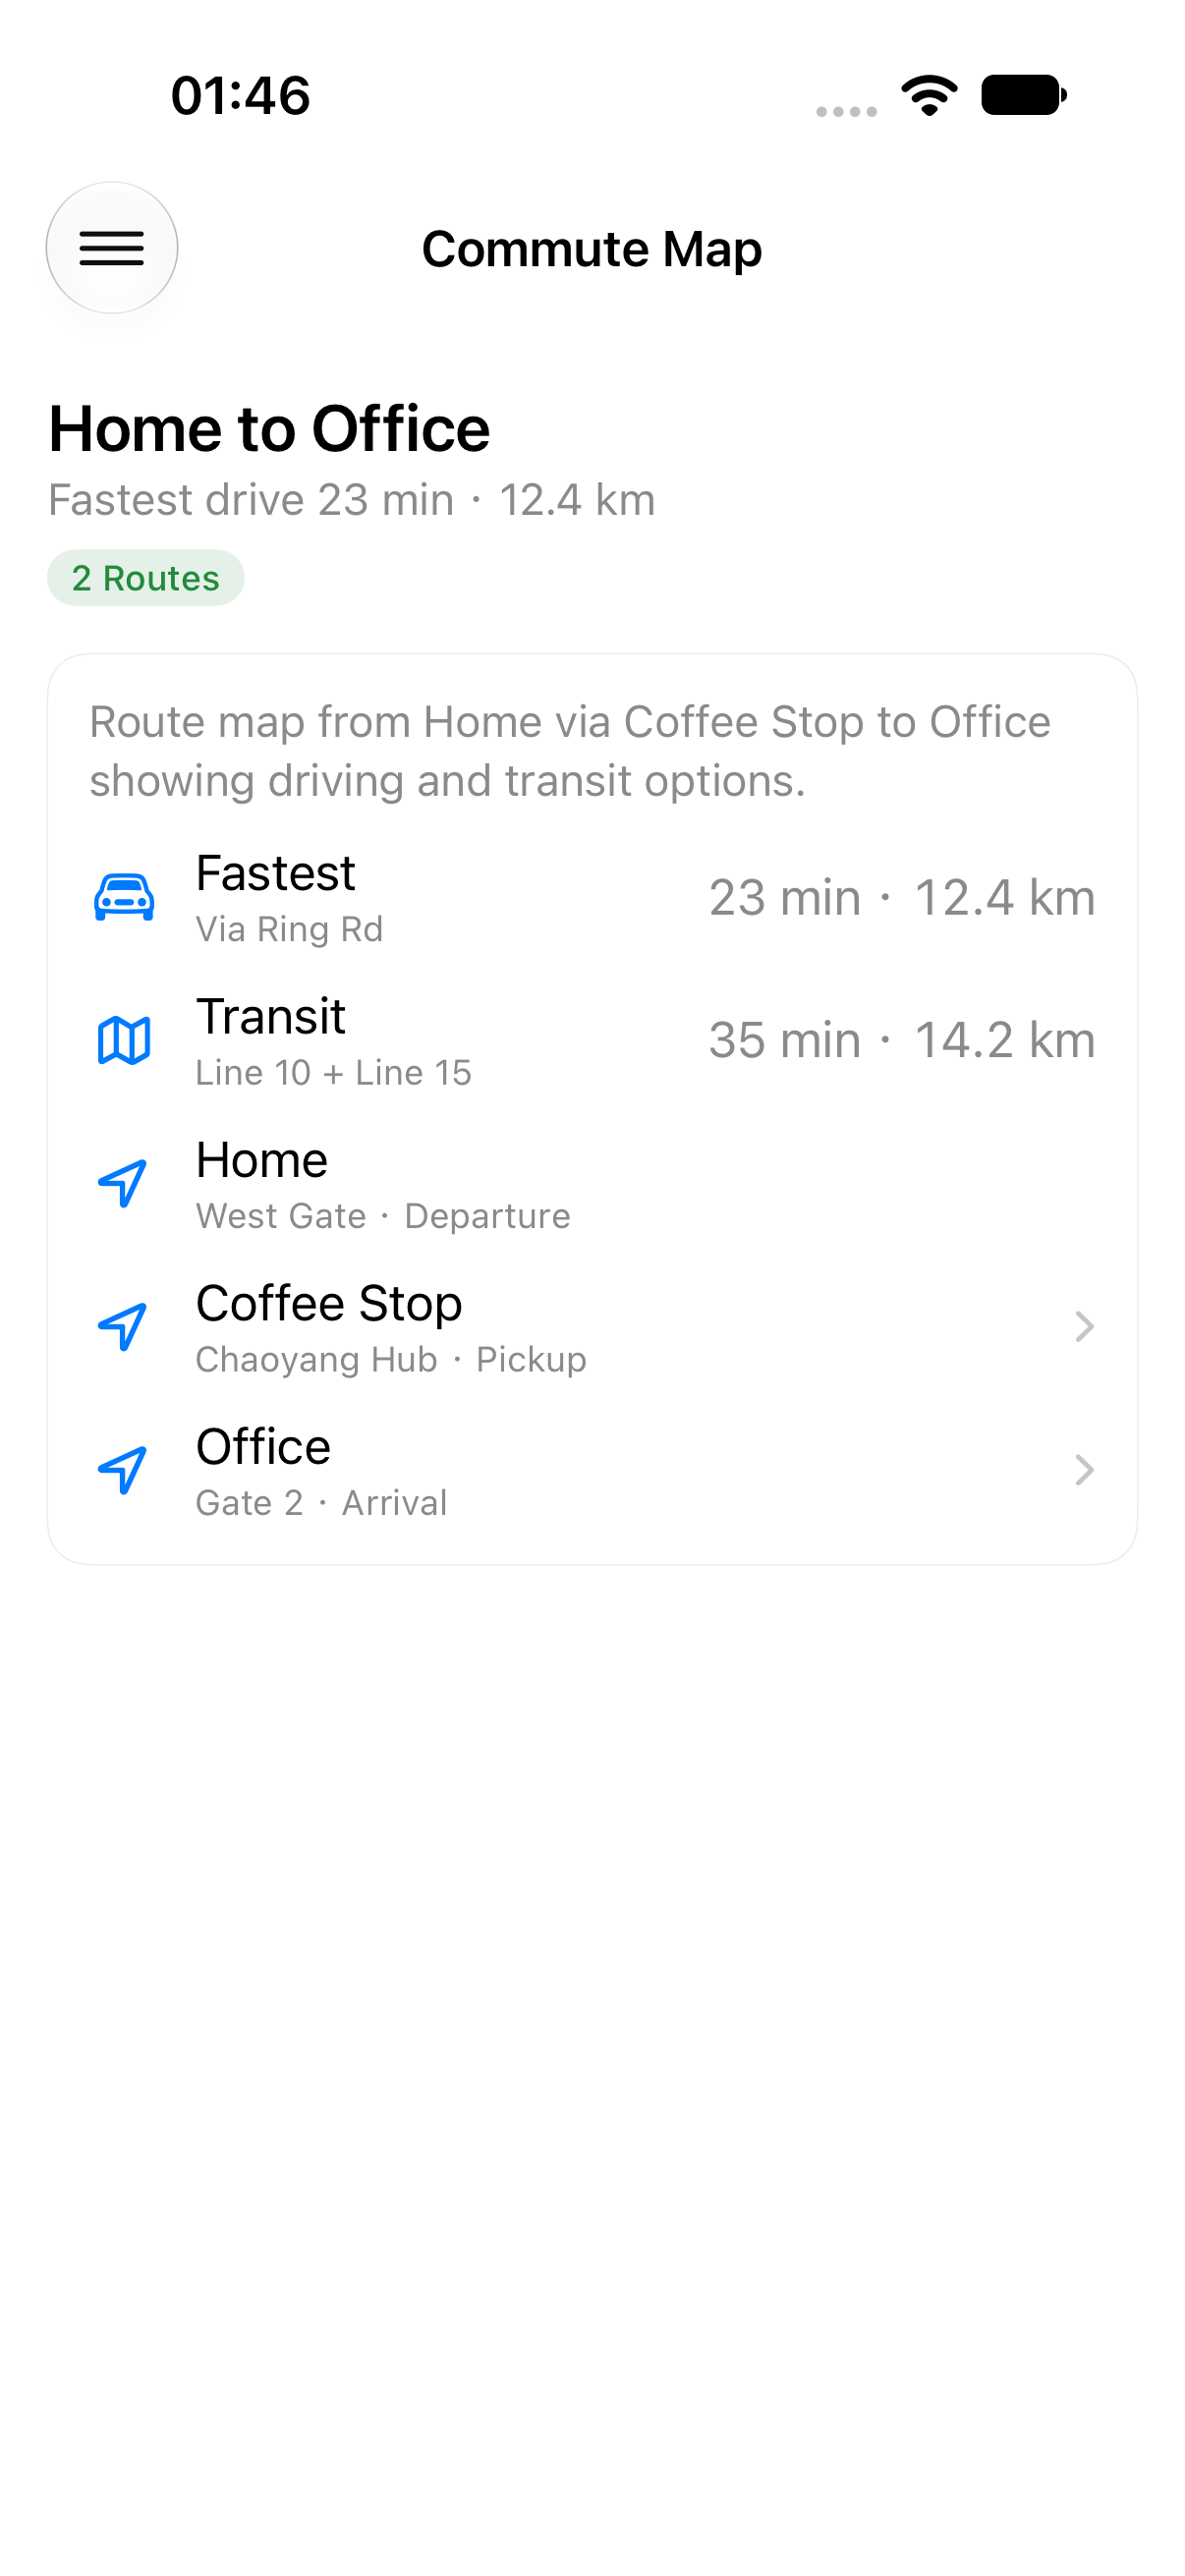 01:46
Commute Map
Home to Office
Fastest drive 23 min · 12.4 km
2 Routes
Route map from Home via Coffee Stop to Office
showing driving and transit options.
Fastest
23 min · 12.4 km
Via Ring Rd
Transit
35 min · 14.2 km
Line 10 + Line 15
Home
West Gate · Departure
Coffee Stop
Chaoyang Hub · Pickup
Office
Gate 2 · Arrival